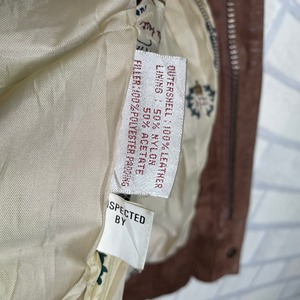 OUTERSHELL:100% LEATHER
LINING: 50% NYLON
50% ACETATE
FILLER:100% POLYESTER PADDING
SPECTED
BY